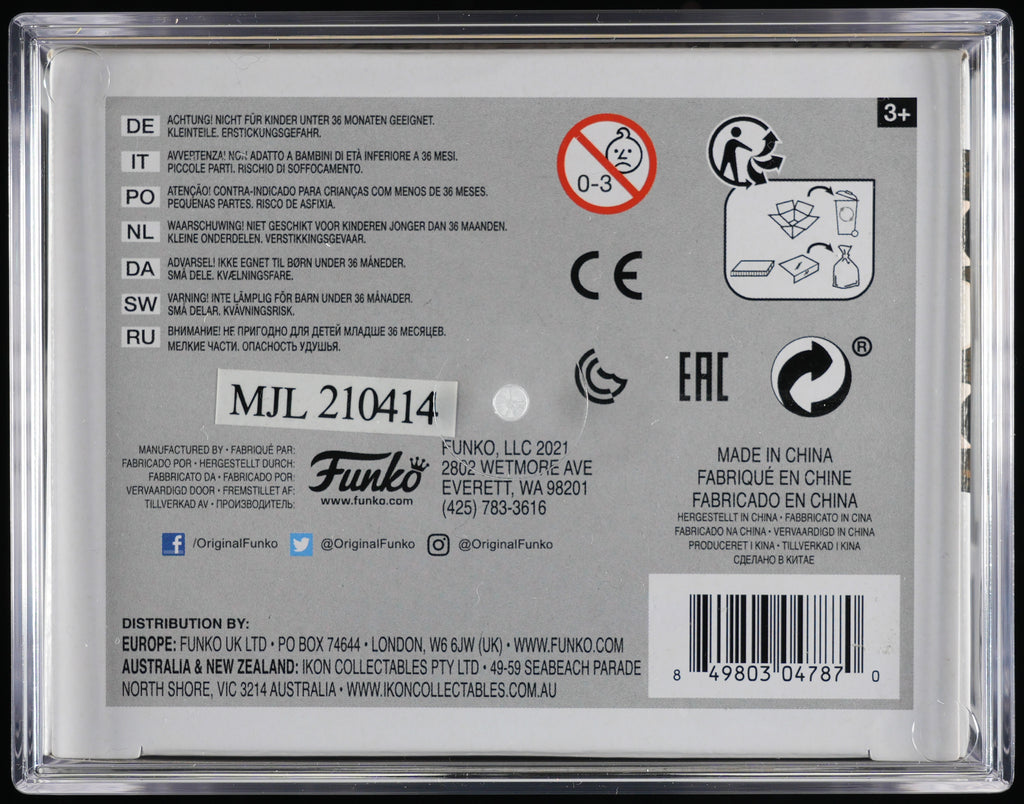 3+
DE ACHTUNG! NICHT FÜR KINDER UNTER 36 MONATEN GEEIGNET.
KLEINTEILE. ERSTICKUNGSGEFAHR.
IT AVVERTENZA! NON ADATTO A BAMBINI DI ETÀ INFERIORE A 36 MESI.
PICCOLE PARTI. RISCHIO DI SOFFOCAMENTO.
PO ATENÇÃO! CONTRA-INDICADO PARA CRIANÇAS COM MENOS DE 36 MESES.
PEQUENAS PARTES. RISCO DE ASFIXIA.
NL WAARSCHUWING! NIET GESCHIKT VOOR KINDEREN JONGER DAN 36 MAANDEN.
KLEINE ONDERDELEN. VERSTIKKINGSGEVAAR.
DA ADVARSEL! IKKE EGNET TIL BØRN UNDER 36 MÅNEDER.
SMÅ DELE. KVÆLNINGSFARE.
SW VARNING! INTE LÄMPLIG FÖR BARN UNDER 36 MÅNADER.
SMÅ DELAR. KVÄVNINGSRISK.
RU ВНИМАНИЕ! НЕ ПРИГОДНО ДЛЯ ДЕТЕЙ МЛАДШЕ 36 МЕСЯЦЕВ.
МЕЛКИЕ ЧАСТИ. ОПАСНОСТЬ УДУШЬЯ.
0-3
CE
EAC
®
MJL 210414
MANUFACTURED BY • FABRIQUÉ PAR:
FABRICADO POR • HERGESTELLT DURCH:
FABBRICATO DA • FABRICADO POR:
VERVAARDIGD DOOR • FREMSTILLET AF:
TILLVERKAD AV • ПРОИЗВОДИТЕЛЬ:
Funko
www.funko.com
FUNKO, LLC 2021
2802 WETMORE AVE
EVERETT, WA 98201
(425) 783-3616
MADE IN CHINA
FABRIQUÉ EN CHINE
FABRICADO EN CHINA
HERGESTELLT IN CHINA • FABBRICATO IN CINA
FABRICADO NA CHINA • VERVAARDIGD IN CHINA
PRODUCERET I KINA • TILLVERKAD I KINA
СДЕЛАНО В КИТАЕ
/OriginalFunko @OriginalFunko @OriginalFunko
DISTRIBUTION BY:
EUROPE: FUNKO UK LTD • PO BOX 74644 • LONDON, W6 6JW (UK) • WWW.FUNKO.COM
AUSTRALIA & NEW ZEALAND: IKON COLLECTABLES PTY LTD • 49-59 SEABEACH PARADE
NORTH SHORE, VIC 3214 AUSTRALIA • WWW.IKONCOLLECTABLES.COM.AU
8 49803 04787 0